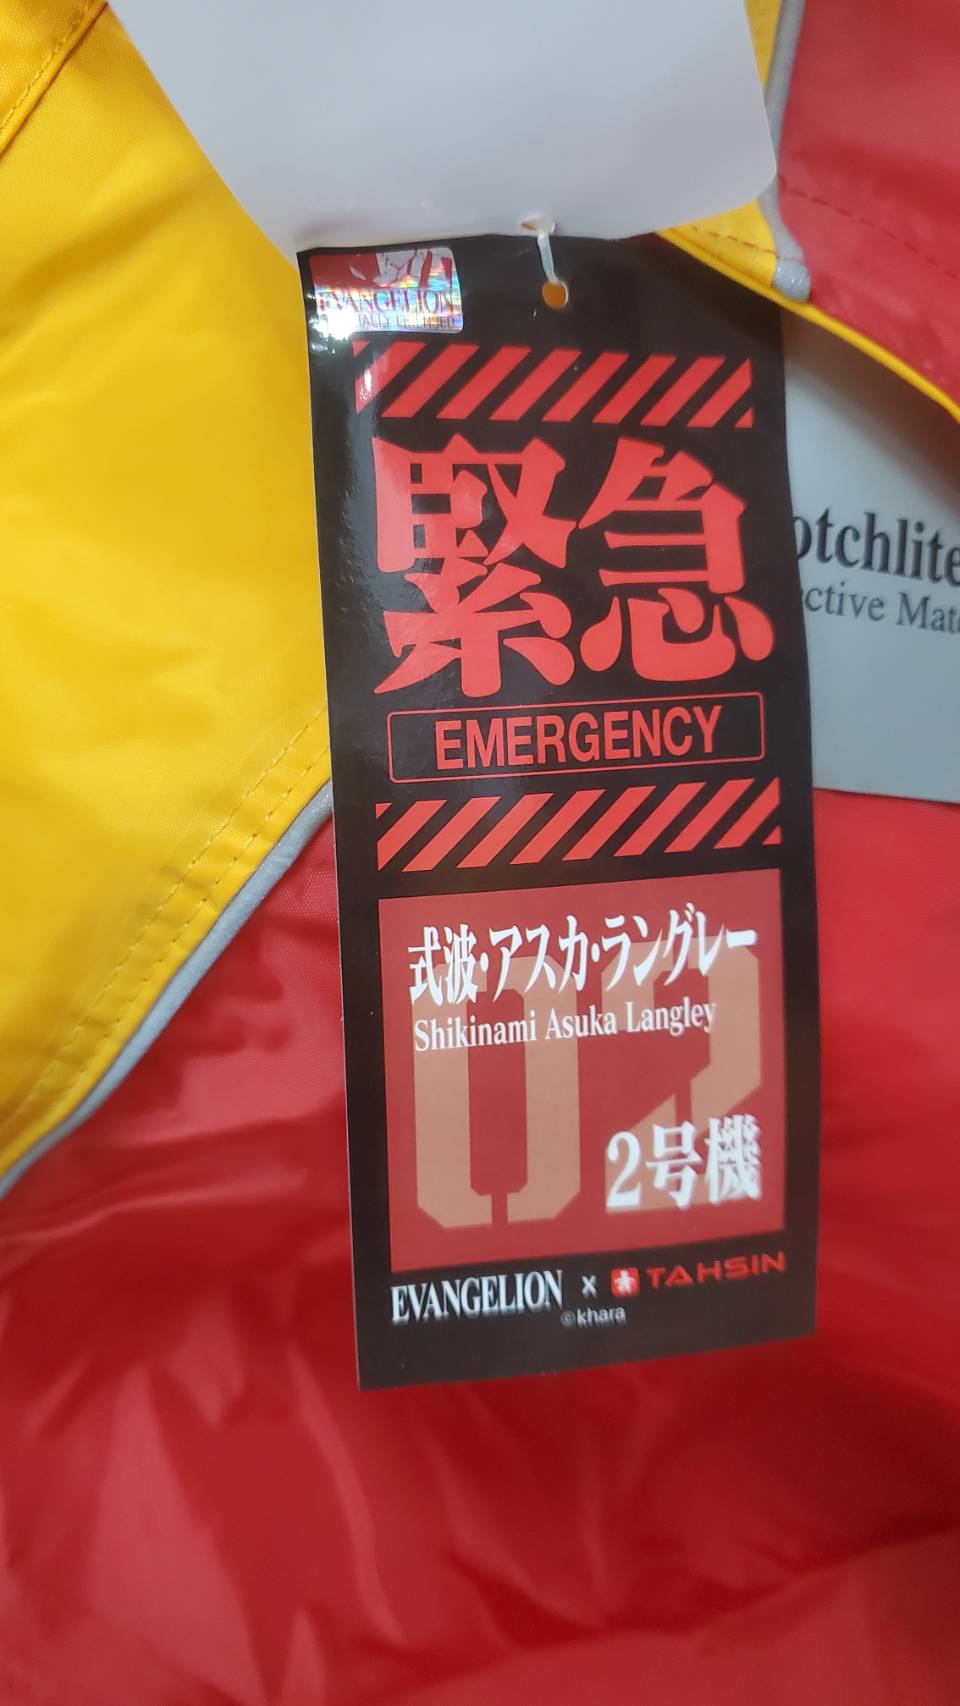 EVANGELION
緊急
EMERGENCY
式波・アスカ・ラングレー
Shikinami Asuka Langley
02
2号機
EVANGELION x TAHSIN
©khara
otchlite
ective Mate